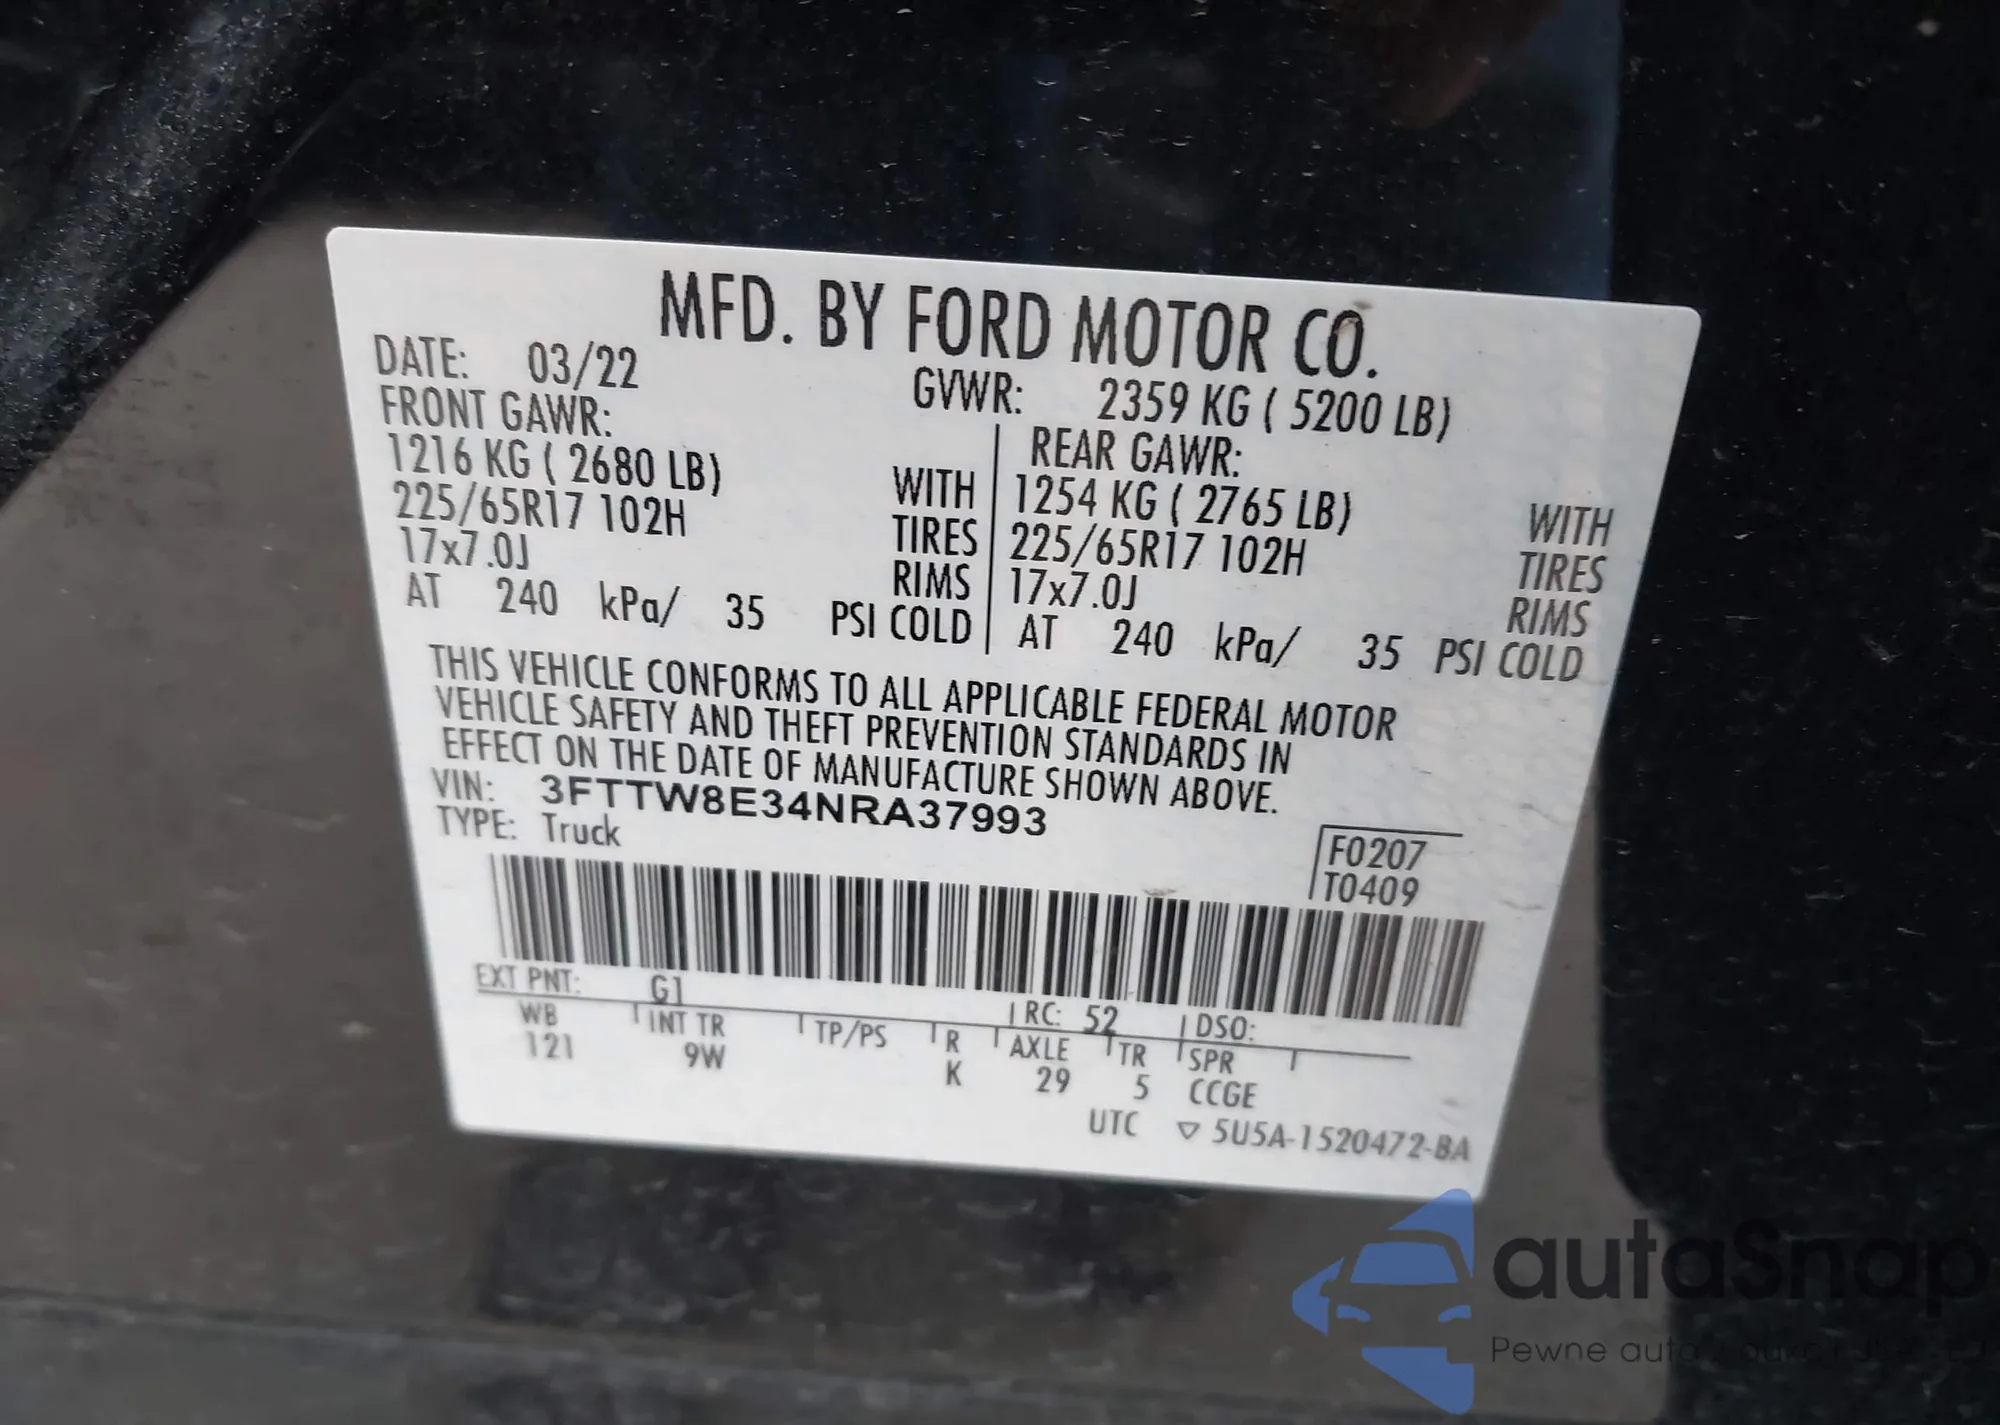 MFD. BY FORD MOTOR CO.
DATE: 03/22 GVWR: 2359 KG ( 5200 LB)
FRONT GAWR: REAR GAWR:
1216 KG ( 2680 LB) WITH 1254 KG ( 2765 LB) WITH
225/65R17 102H TIRES 225/65R17 102H TIRES
17x7.0J RIMS 17x7.0J RIMS
AT 240 kPa/ 35 PSI COLD AT 240 kPa/ 35 PSI COLD
THIS VEHICLE CONFORMS TO ALL APPLICABLE FEDERAL MOTOR
VEHICLE SAFETY AND THEFT PREVENTION STANDARDS IN
EFFECT ON THE DATE OF MANUFACTURE SHOWN ABOVE.
VIN: 3FTTW8E34NRA37993
TYPE: Truck
F0207
T0409
EXT PNT: G1 RC: 52 DSO:
WB INT TR TP/PS R AXLE TR SPR
121 9W K 29 5 CCGE
UTC ▽ 5U5A-1520472-BA
autaSnap
Pewne auta